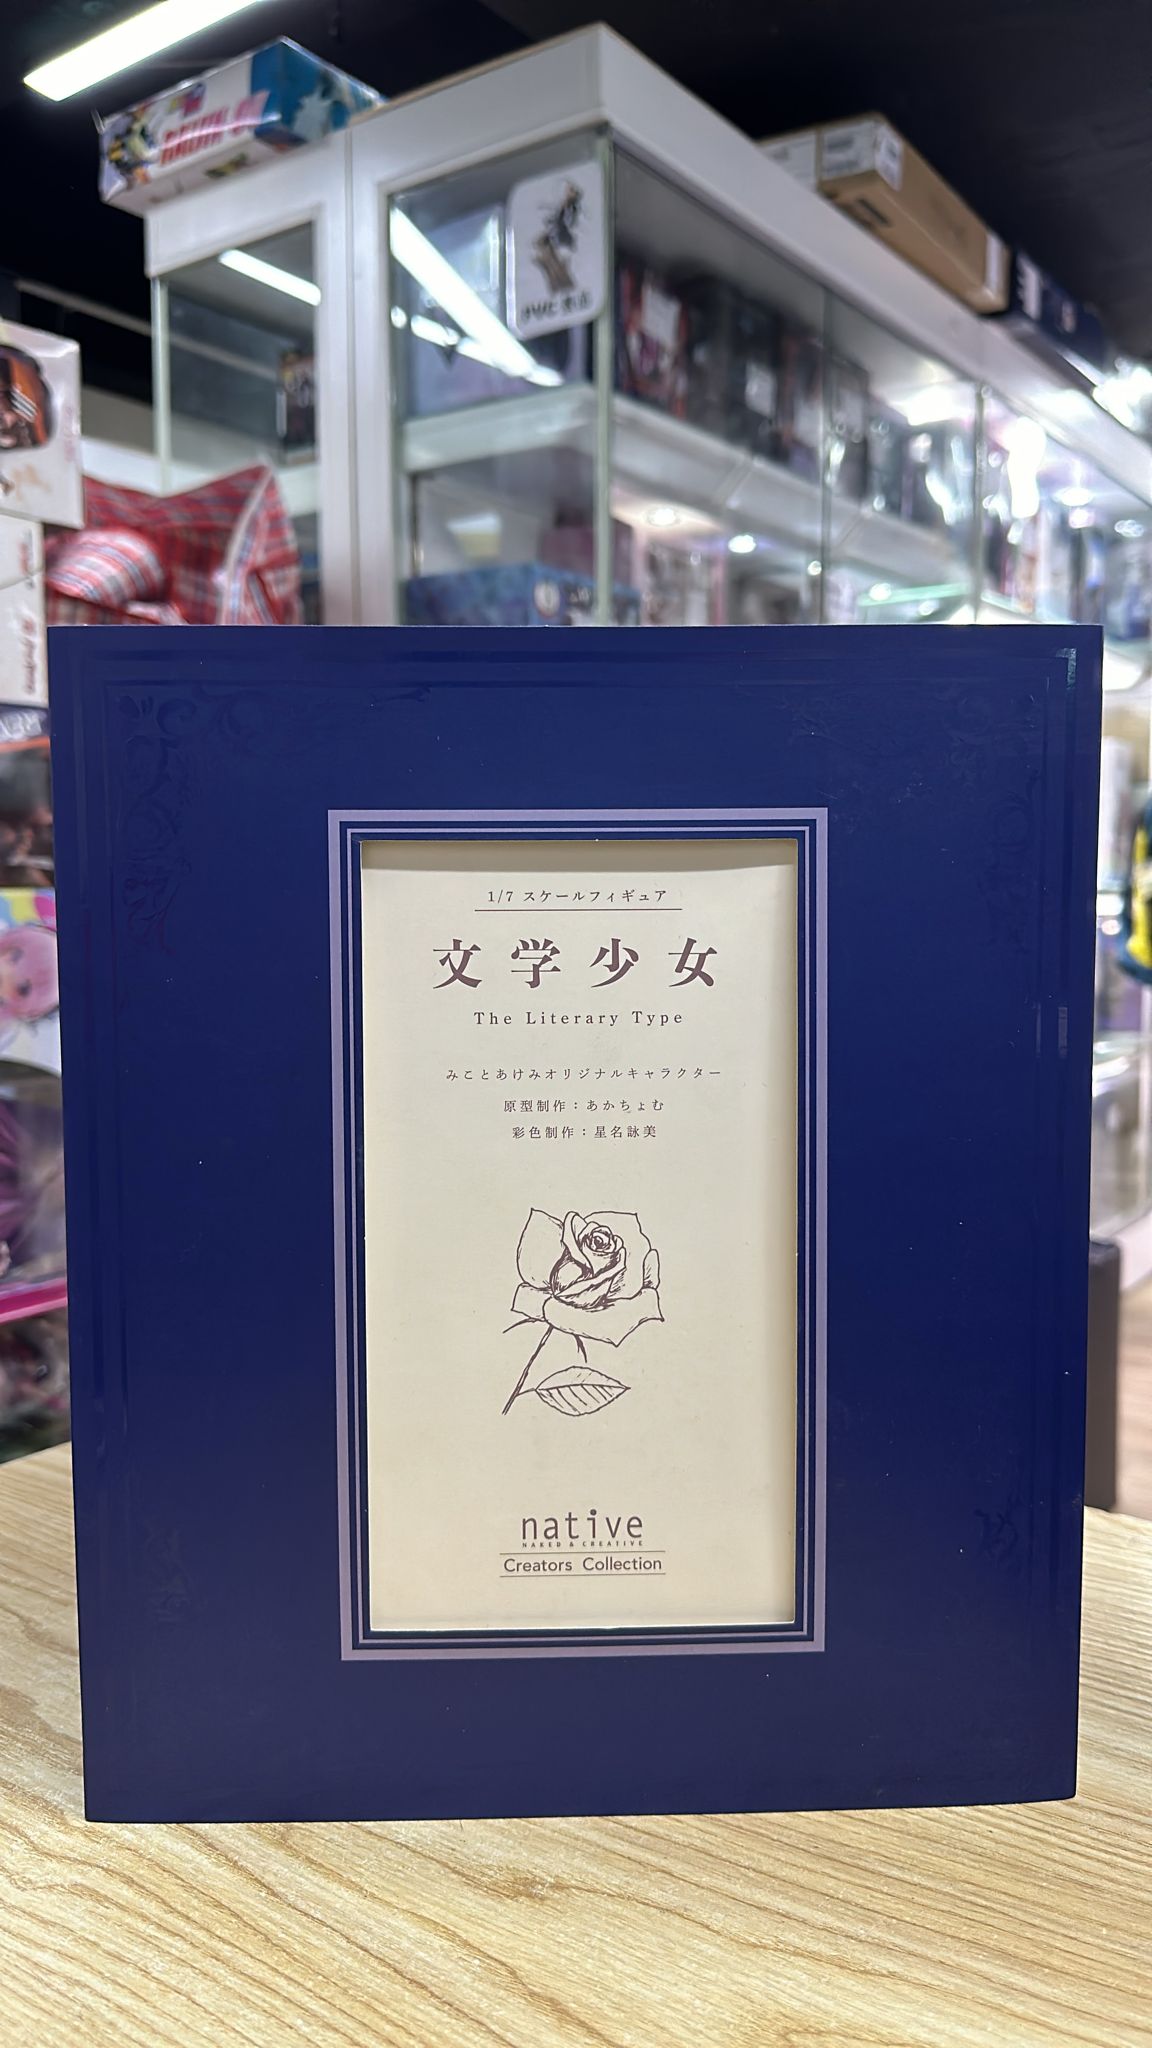 1/7 スケールフィギュア
文学少女
The Literary Type
みことあけみオリジナルキャラクター
原型制作：あかちょむ
彩色制作：星名詠美
native
NAKED & CREATIVE
Creators Collection